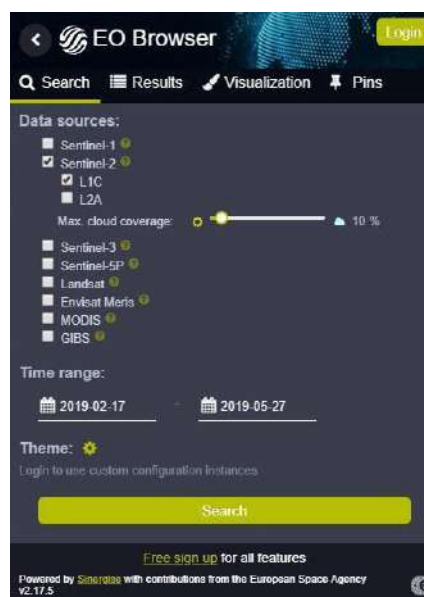 EO Browser Login
Search Results Visualization Pins
Data sources:
Sentinel-1
Sentinel-2
L1C
L2A
Max. cloud coverage: 10 %
Sentinel-3
Sentinel-5P
Landsat
Envisat Meris
MODIS
GIBS
Time range:
2019-02-17 - 2019-05-27
Theme:
Login to use custom configuration instances
Search
Free sign up for all features
Powered by Sinergise with contributions from the European Space Agency
v2.17.5